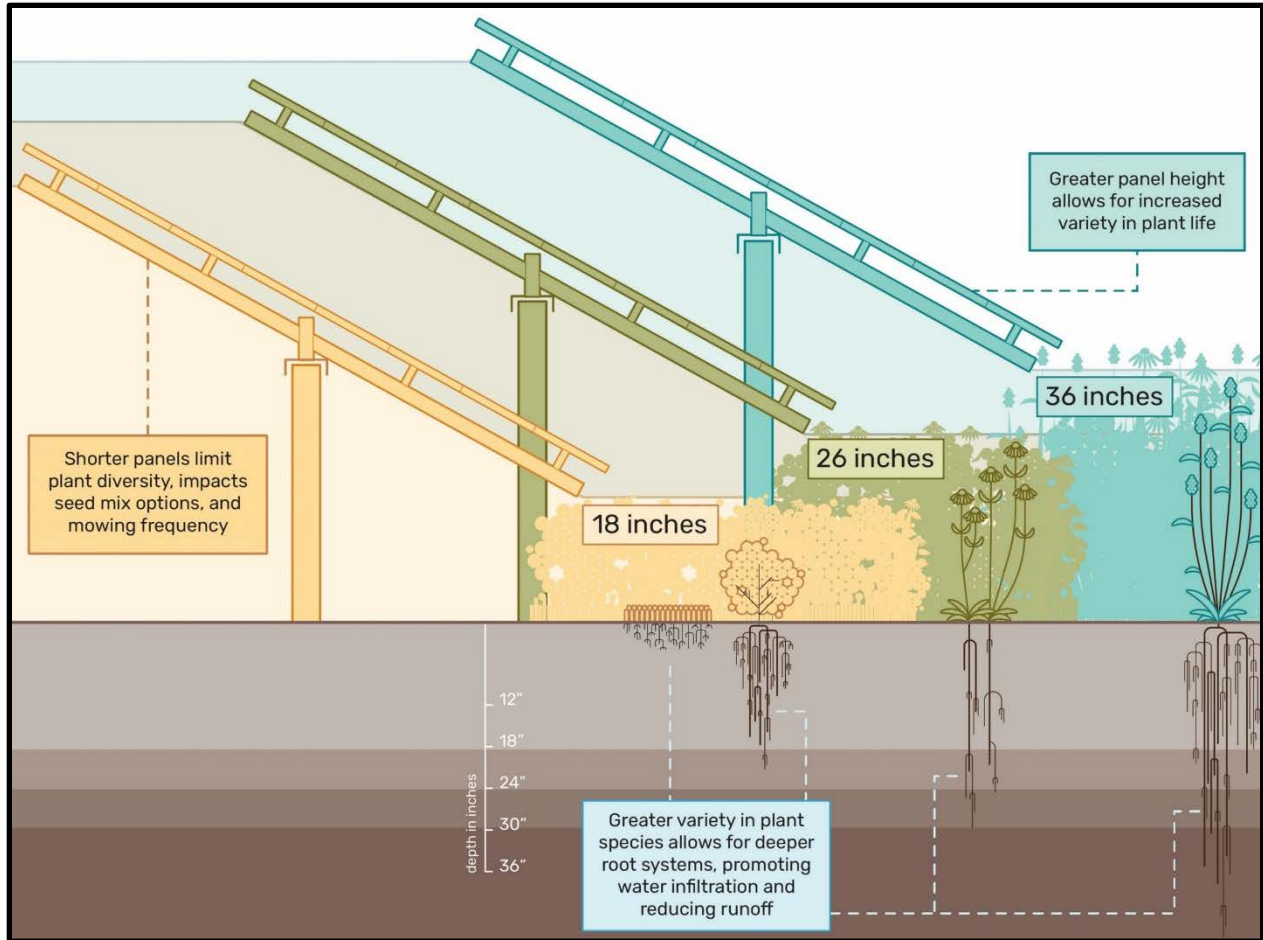 Greater panel height
allows for increased
variety in plant life
36 inches
Shorter panels limit
plant diversity, impacts
seed mix options, and
mowing frequency
26 inches
18 inches
depth in inches
12”
18”
24”
30”
36”
Greater variety in plant
species allows for deeper
root systems, promoting
water infiltration and
reducing runoff